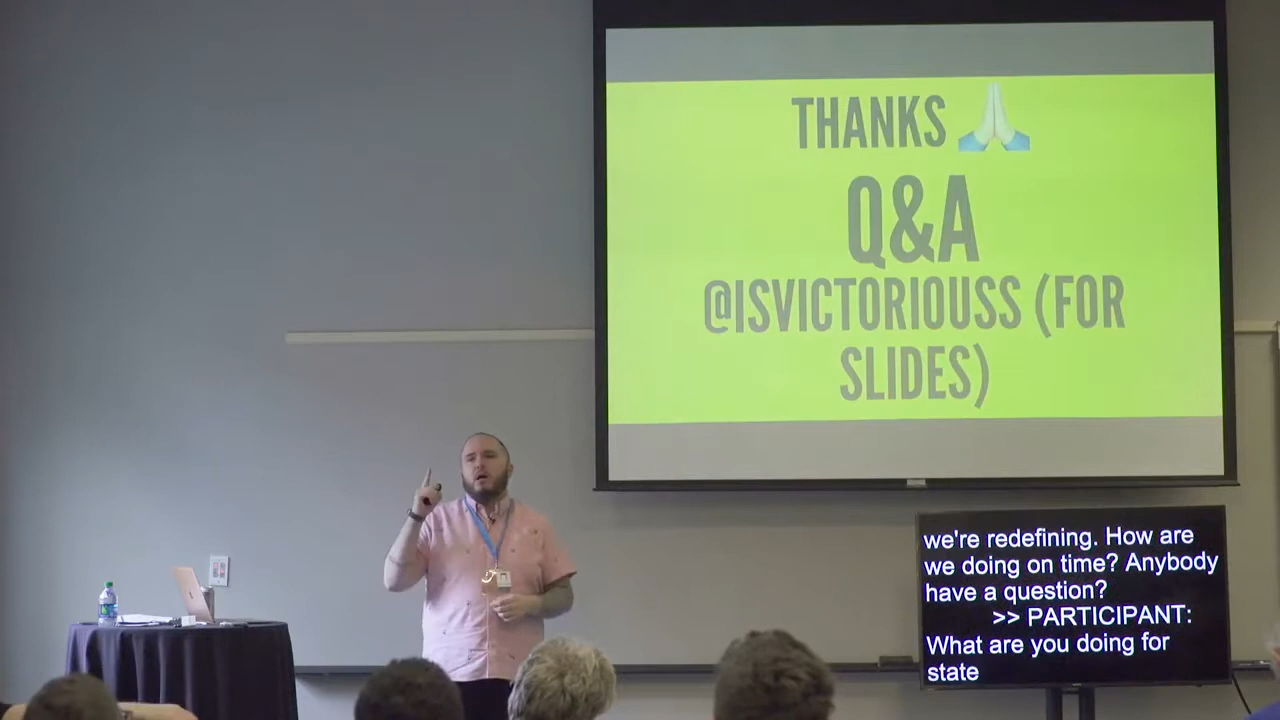 THANKS 🙏
Q&A
@ISVICTORIOUSS (FOR
SLIDES)
we're redefining. How are
we doing on time? Anybody
have a question?
>> PARTICIPANT:
What are you doing for
state